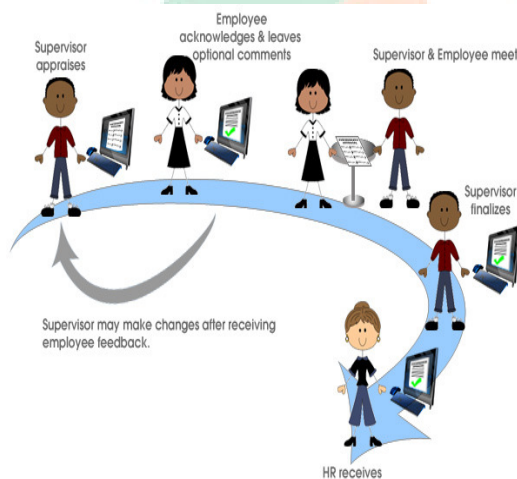 Supervisor
appraises
Employee
acknowledges & leaves
optional comments
Supervisor & Employee meet
Supervisor
finalizes
Supervisor may make changes after receiving
employee feedback.
HR receives